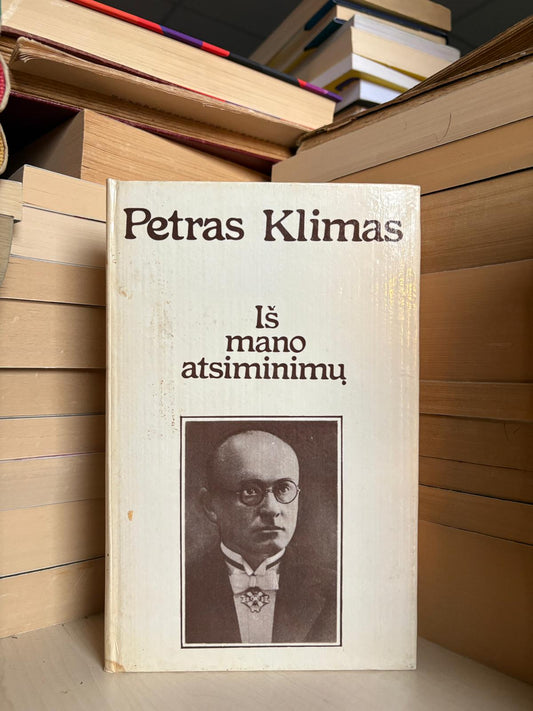 Petras Klimas
Iš
mano
atsiminimų